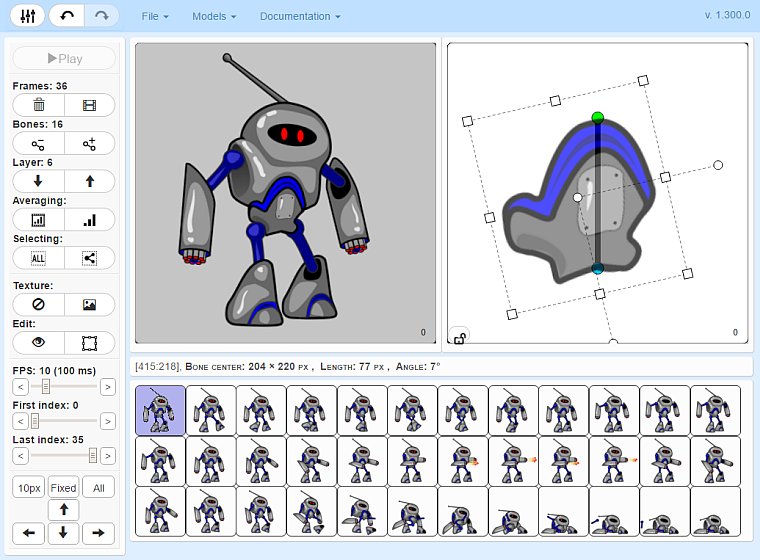 File Models Documentation v. 1.300.0
Play
Frames: 36
Bones: 16
Layer: 6
Averaging:
Selecting:
ALL
Texture:
Edit:
FPS: 10 (100 ms)
< >
First index: 0
< >
Last index: 35
< >
10px Fixed All
0
0
[415:218], Bone center: 204 × 220 px , Length: 77 px , Angle: 7°